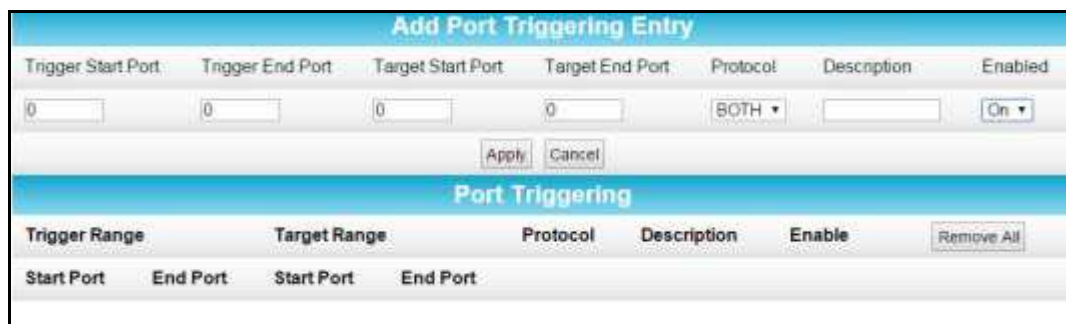 Add Port Triggering Entry
Trigger Start Port Trigger End Port Target Start Port Target End Port Protocol Description Enabled
0 0 0 0 BOTH On
Apply Cancel
Port Triggering
Trigger Range Target Range Protocol Description Enable Remove All
Start Port End Port Start Port End Port